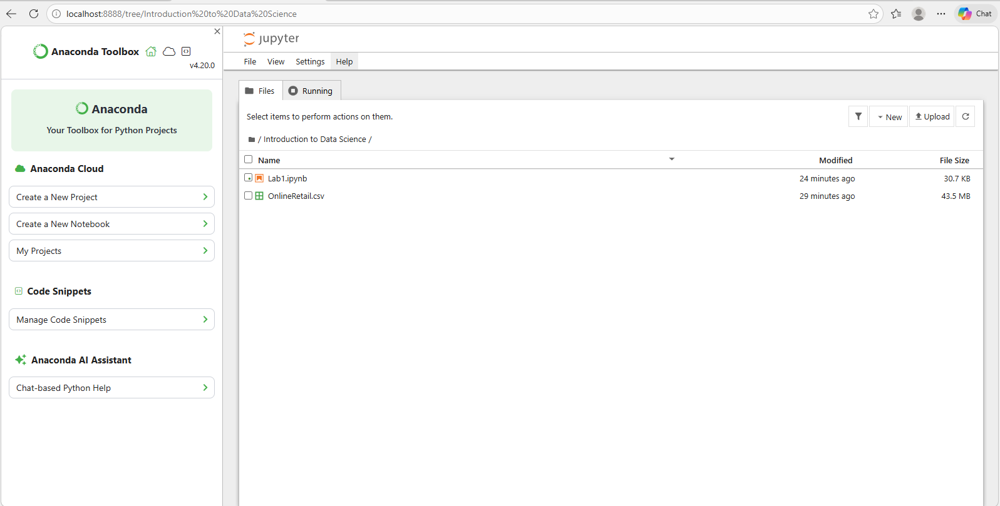 localhost:8888/tree/Introduction%20to%20Data%20Science
Chat
Anaconda Toolbox
v4.20.0
Anaconda
Your Toolbox for Python Projects
Anaconda Cloud
Create a New Project
Create a New Notebook
My Projects
Code Snippets
Manage Code Snippets
Anaconda AI Assistant
Chat-based Python Help
jupyter
File View Settings Help
Files Running
Select items to perform actions on them.
New Upload
/ Introduction to Data Science /
Name Modified File Size
Lab1.ipynb 24 minutes ago 30.7 KB
OnlineRetail.csv 29 minutes ago 43.5 MB